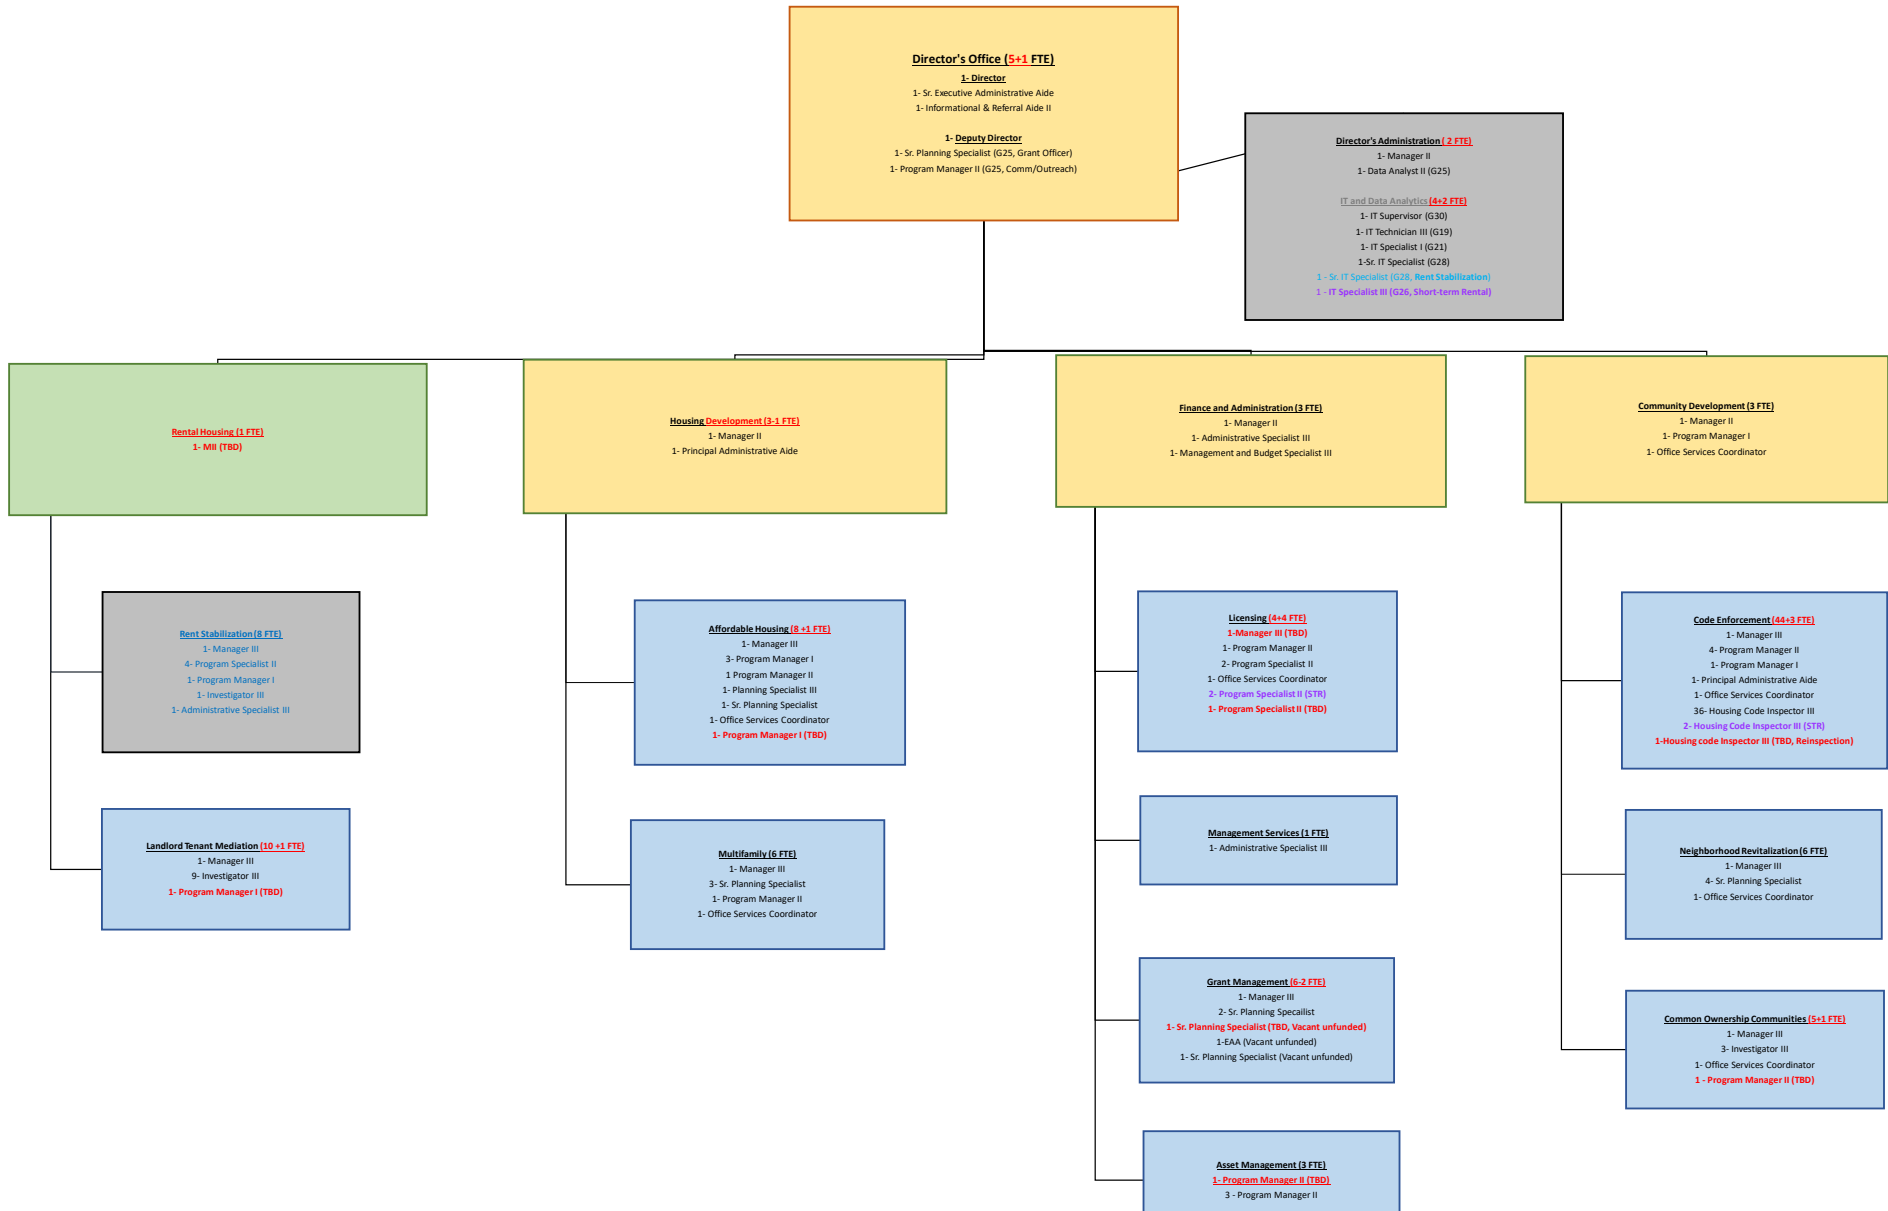 Director's Office (5+1 FTE)
1- Director
1- Sr. Executive Administrative Aide
1- Informational & Referral Aide II
1- Deputy Director
1- Sr. Planning Specialist (G25, Grant Officer)
1- Program Manager II (G25, Comm/Outreach)
Director's Administration ( 2 FTE)
1- Manager II
1- Data Analyst II (G25)
IT and Data Analytics (4+2 FTE)
1- IT Supervisor (G30)
1- IT Technician III (G19)
1- IT Specialist I (G21)
1-Sr. IT Specialist (G28)
1 - Sr. IT Specialist (G28, Rent Stabilization)
1 - IT Specialist III (G26, Short-term Rental)
Rental Housing (1 FTE)
1- MII (TBD)
Housing Development (3-1 FTE)
1- Manager II
1- Principal Administrative Aide
Finance and Administration (3 FTE)
1- Manager II
1- Administrative Specialist III
1- Management and Budget Specialist III
Community Development (3 FTE)
1- Manager II
1- Program Manager I
1- Office Services Coordinator
Rent Stabilization (8 FTE)
1- Manager III
4- Program Specialist II
1- Program Manager I
1- Investigator III
1- Administrative Specialist III
Landlord Tenant Mediation (10 +1 FTE)
1- Manager III
9- Investigator III
1- Program Manager I (TBD)
Affordable Housing (8 +1 FTE)
1- Manager III
3- Program Manager I
1 Program Manager II
1- Planning Specialist III
1- Sr. Planning Specialist
1- Office Services Coordinator
1- Program Manager I (TBD)
Multifamily (6 FTE)
1- Manager III
3- Sr. Planning Specialist
1- Program Manager II
1- Office Services Coordinator
Licensing (4+4 FTE)
1-Manager III (TBD)
1- Program Manager II
2- Program Specialist II
1- Office Services Coordinator
2- Program Specialist II (STR)
1- Program Specialist II (TBD)
Management Services (1 FTE)
1- Administrative Specialist III
Grant Management (6-2 FTE)
1- Manager III
2- Sr. Planning Specailist
1- Sr. Planning Specialist (TBD, Vacant unfunded)
1-EAA (Vacant unfunded)
1- Sr. Planning Specialist (Vacant unfunded)
Asset Management (3 FTE)
1- Program Manager II (TBD)
3 - Program Manager II
Code Enforcement (44+3 FTE)
1- Manager III
4- Program Manager II
1- Program Manager I
1- Principal Administrative Aide
1- Office Services Coordinator
36- Housing Code Inspector III
2- Housing Code Inspector III (STR)
1-Housing code Inspector III (TBD, Reinspection)
Neighborhood Revitalization (6 FTE)
1- Manager III
4- Sr. Planning Specialist
1- Office Services Coordinator
Common Ownership Communities (5+1 FTE)
1- Manager III
3- Investigator III
1- Office Services Coordinator
1 - Program Manager II (TBD)